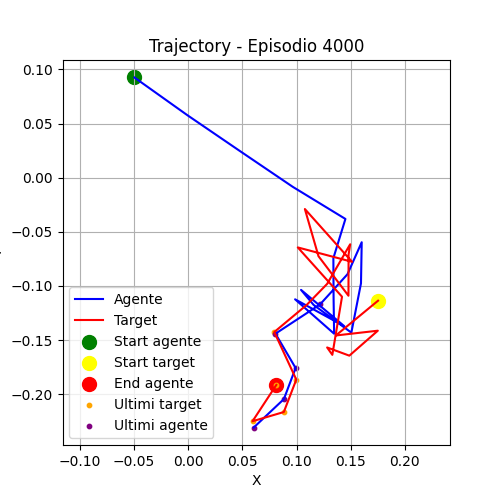 Trajectory - Episodio 4000
0.10
0.05
0.00
−0.05
−0.10
−0.15
−0.20
Agente
Target
Start agente
Start target
End agente
Ultimi target
Ultimi agente
−0.10
−0.05
0.00
0.05
0.10
0.15
0.20
X